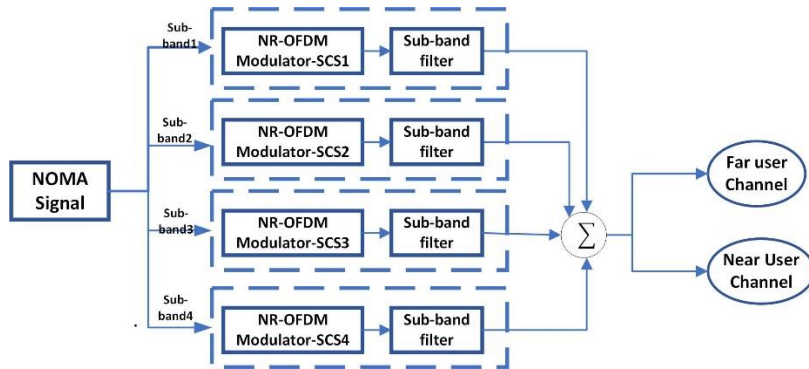 Sub-
band1
NR-OFDM
Modulator-SCS1
Sub-band
filter
Sub-
band2
NR-OFDM
Modulator-SCS2
Sub-band
filter
NOMA
Signal
Sub-
band3
NR-OFDM
Modulator-SCS3
Sub-band
filter
Sub-
band4
NR-OFDM
Modulator-SCS4
Sub-band
filter
∑
Far user
Channel
Near User
Channel